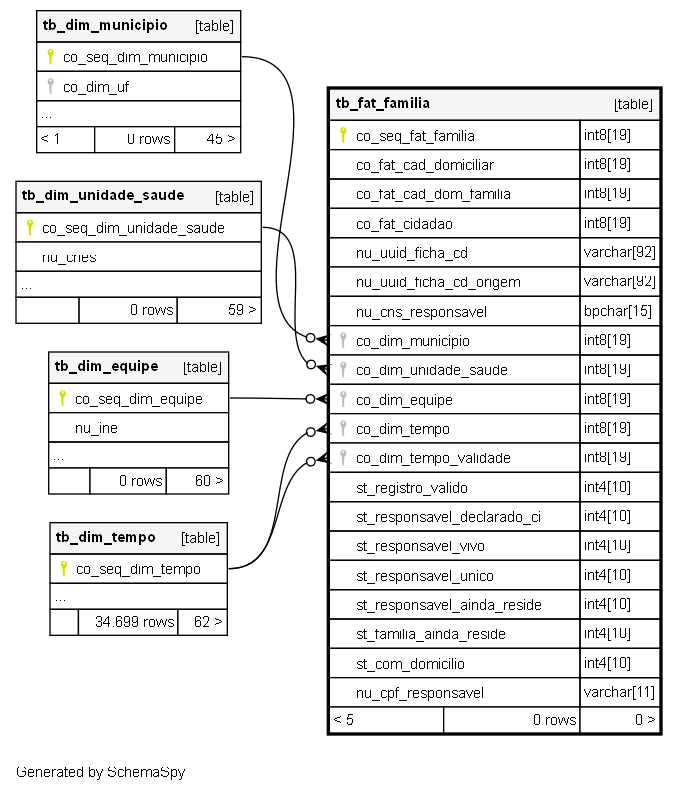 tb_dim_municipio [table]
co_seq_dim_municipio
co_dim_uf
...
< 1 0 rows 45 >
tb_dim_unidade_saude [table]
co_seq_dim_unidade_saude
nu_cnes
...
0 rows 59 >
tb_dim_equipe [table]
co_seq_dim_equipe
nu_ine
...
0 rows 60 >
tb_dim_tempo [table]
co_seq_dim_tempo
...
34.699 rows 62 >
tb_fat_familia [table]
co_seq_fat_familia int8[19]
co_fat_cad_domiciliar int8[19]
co_fat_cad_dom_familia int8[19]
co_fat_cidadao int8[19]
nu_uuid_ficha_cd varchar[92]
nu_uuid_ficha_cd_origem varchar[92]
nu_cns_responsavel bpchar[15]
co_dim_municipio int8[19]
co_dim_unidade_saude int8[19]
co_dim_equipe int8[19]
co_dim_tempo int8[19]
co_dim_tempo_validade int8[19]
st_registro_valido int4[10]
st_responsavel_declarado_ci int4[10]
st_responsavel_vivo int4[10]
st_responsavel_unico int4[10]
st_responsavel_ainda_reside int4[10]
st_familia_ainda_reside int4[10]
st_com_domicilio int4[10]
nu_cpf_responsavel varchar[11]
< 5 0 rows 0 >
Generated by SchemaSpy